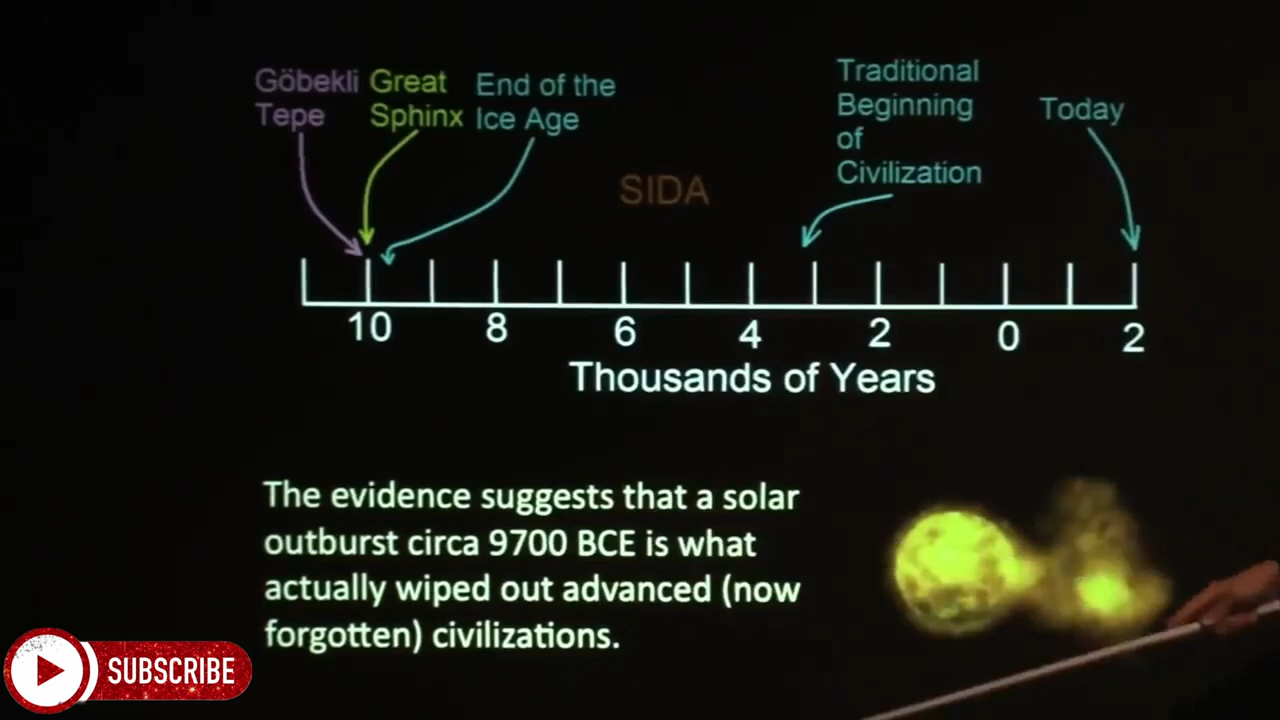 Göbekli
Tepe
Great
Sphinx
End of the
Ice Age
Traditional
Beginning
of
Civilization
Today
SIDA
10 8 6 4 2 0 2
Thousands of Years
The evidence suggests that a solar
outburst circa 9700 BCE is what
actually wiped out advanced (now
forgotten) civilizations.
SUBSCRIBE